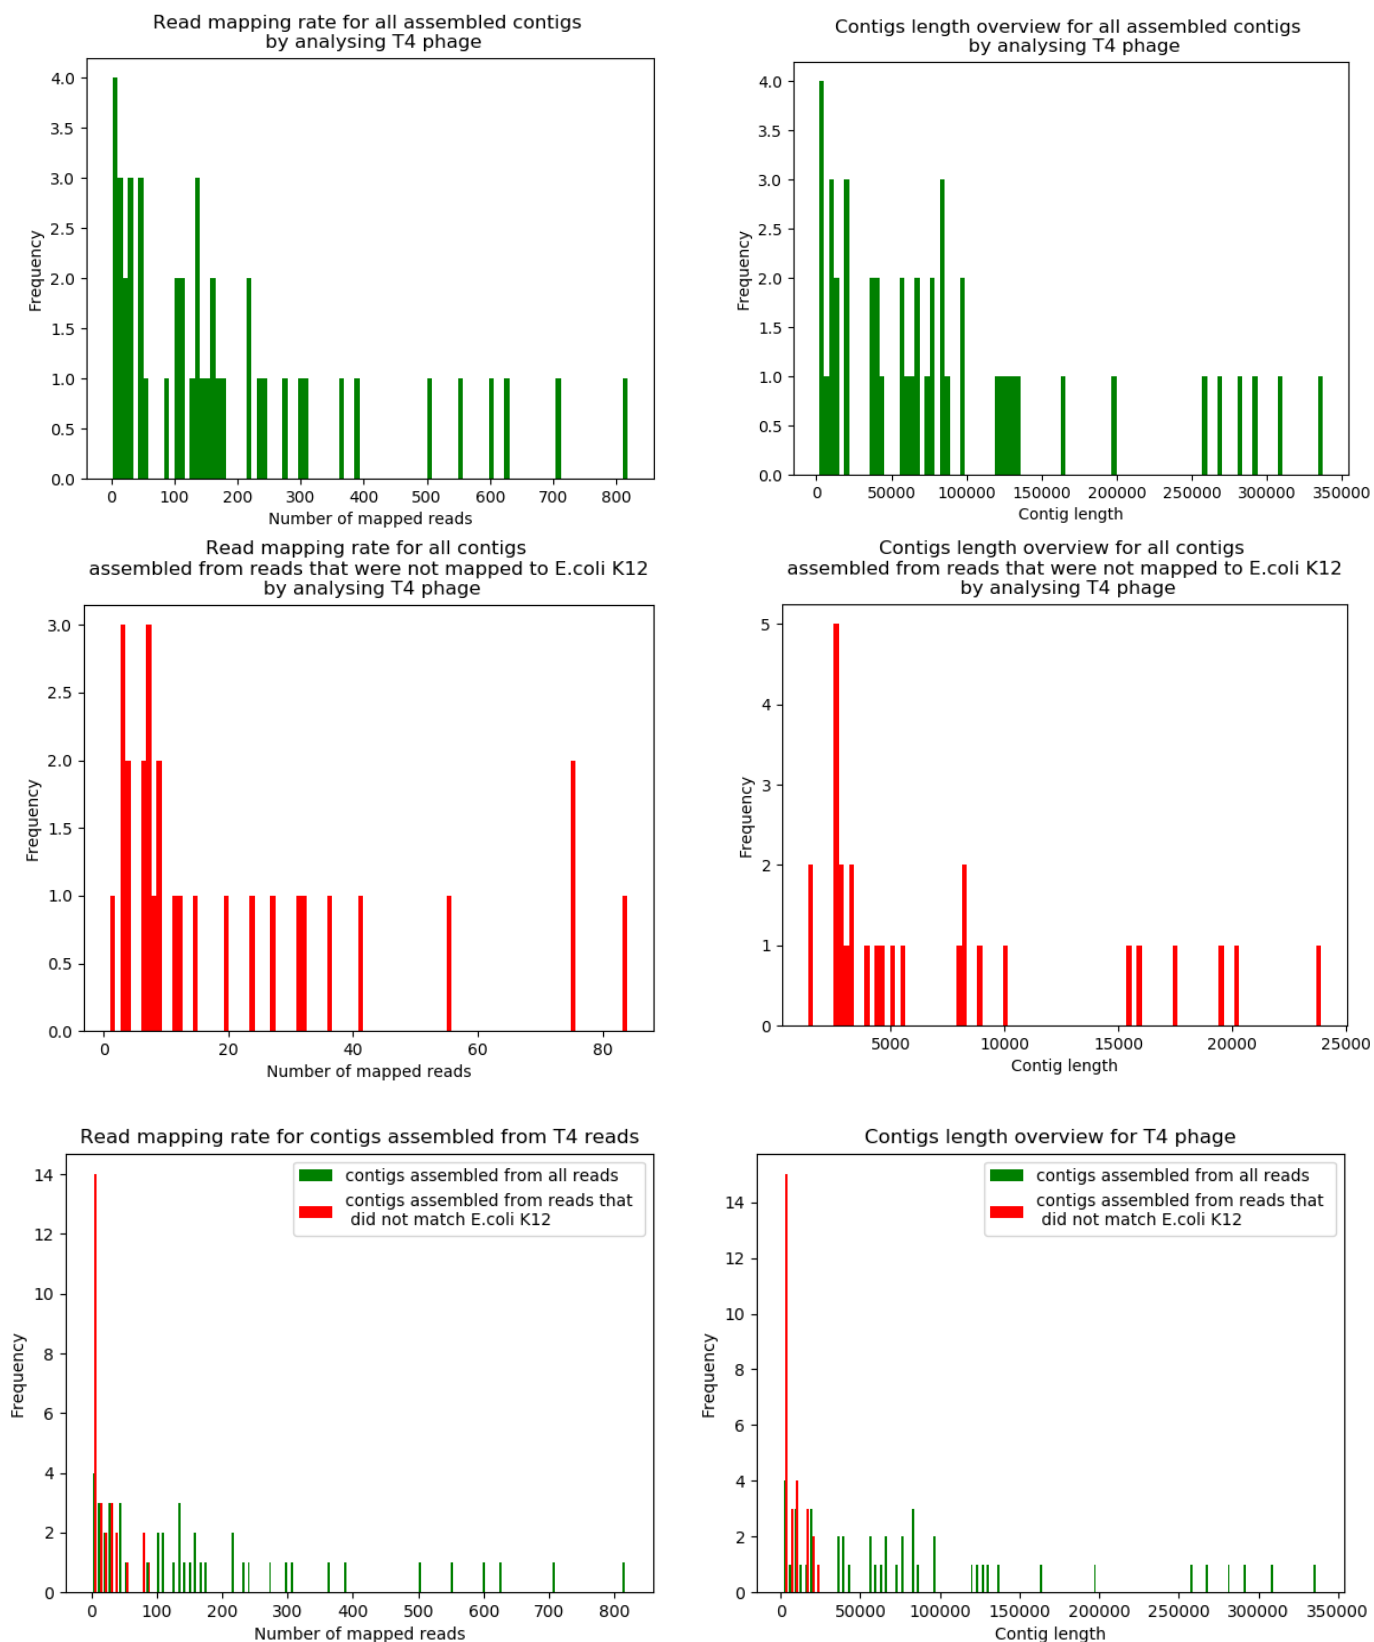 Read mapping rate for all assembled contigs
by analysing T4 phage
4.0
3.5
3.0
2.5
2.0
1.5
1.0
0.5
0.0
Frequency
0 100 200 300 400 500 600 700 800
Number of mapped reads
Contigs length overview for all assembled contigs
by analysing T4 phage
4.0
3.5
3.0
2.5
2.0
1.5
1.0
0.5
0.0
Frequency
0 50000 100000 150000 200000 250000 300000 350000
Contig length
Read mapping rate for all contigs
assembled from reads that were not mapped to E.coli K12
by analysing T4 phage
3.0
2.5
2.0
1.5
1.0
0.5
0.0
Frequency
0 20 40 60 80
Number of mapped reads
Contigs length overview for all contigs
assembled from reads that were not mapped to E.coli K12
by analysing T4 phage
5
4
3
2
1
0
Frequency
5000 10000 15000 20000 25000
Contig length
Read mapping rate for contigs assembled from T4 reads
contigs assembled from all reads
contigs assembled from reads that
did not match E.coli K12
14
12
10
8
6
4
2
0
Frequency
0 100 200 300 400 500 600 700 800
Number of mapped reads
Contigs length overview for T4 phage
contigs assembled from all reads
contigs assembled from reads that
did not match E.coli K12
14
12
10
8
6
4
2
0
Frequency
0 50000 100000 150000 200000 250000 300000 350000
Contig length